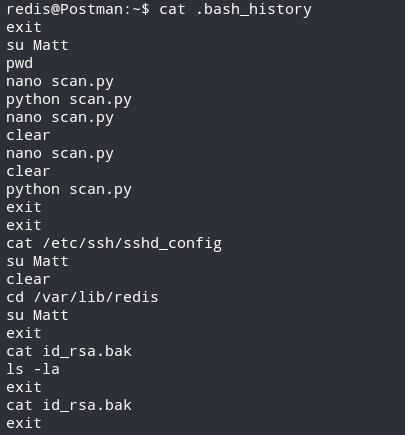 redis@Postman:~$ cat .bash_history
exit
su Matt
pwd
nano scan.py
python scan.py
nano scan.py
clear
nano scan.py
clear
python scan.py
exit
exit
cat /etc/ssh/sshd_config
su Matt
clear
cd /var/lib/redis
su Matt
exit
cat id_rsa.bak
ls -la
exit
cat id_rsa.bak
exit